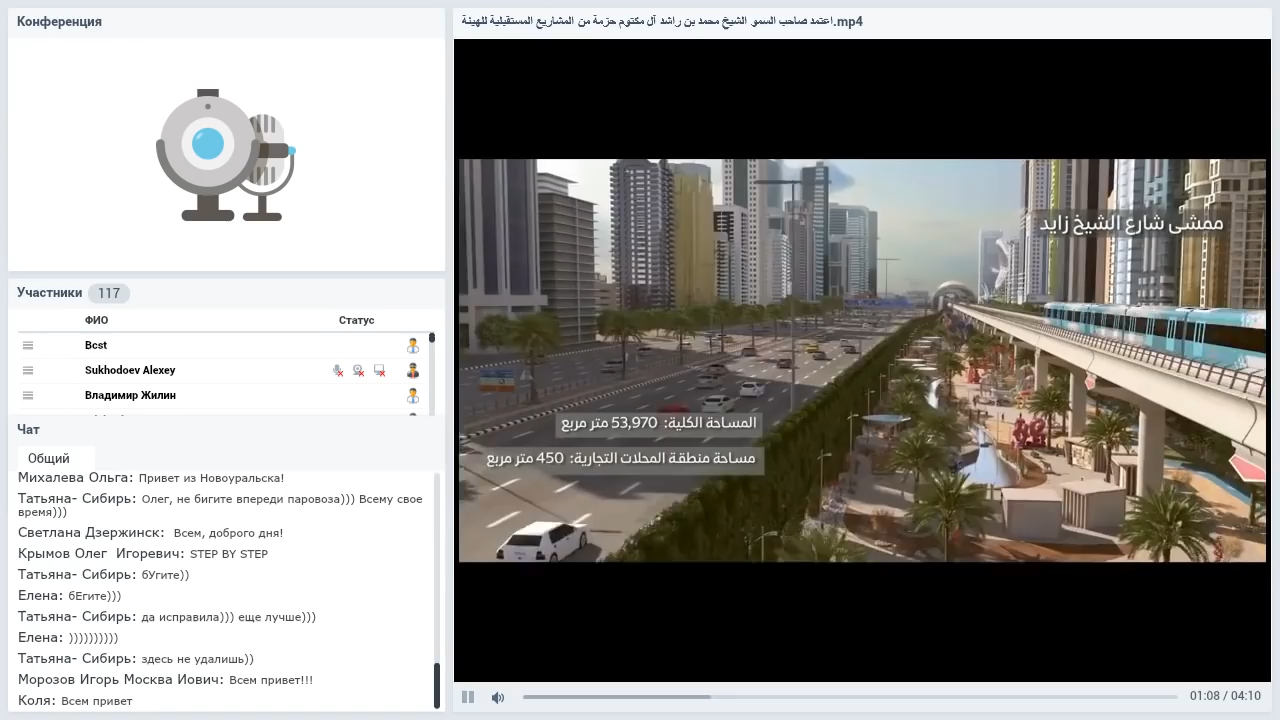 Конференция
Участники 117
ФИО Статус
Bcst
Sukhodoev Alexey
Владимир Жилин
Чат
Общий
Михалева Ольга: Привет из Новоуральска!
Татьяна- Сибирь: Олег, не бигите впереди паровоза))) Всему свое
время)))
Светлана Дзержинск: Всем, доброго дня!
Крымов Олег Игоревич: STEP BY STEP
Татьяна- Сибирь: бУгите))
Елена: бЕгите)))
Татьяна- Сибирь: да исправила))) еще лучше)))
Елена: ))))))))))
Татьяна- Сибирь: здесь не удалишь))
Морозов Игорь Москва Иович: Всем привет!!!
Коля: Всем привет
اعتمد صاحب السمو الشيخ محمد بن راشد آل مكتوم حزمة من المشاريع المستقبلية للهيئة.mp4
ممشى شارع الشيخ زايد
المساحة الكلية: 53,970 متر مربع
مساحة منطقة المحلات التجارية: 450 متر مربع
01:08 / 04:10